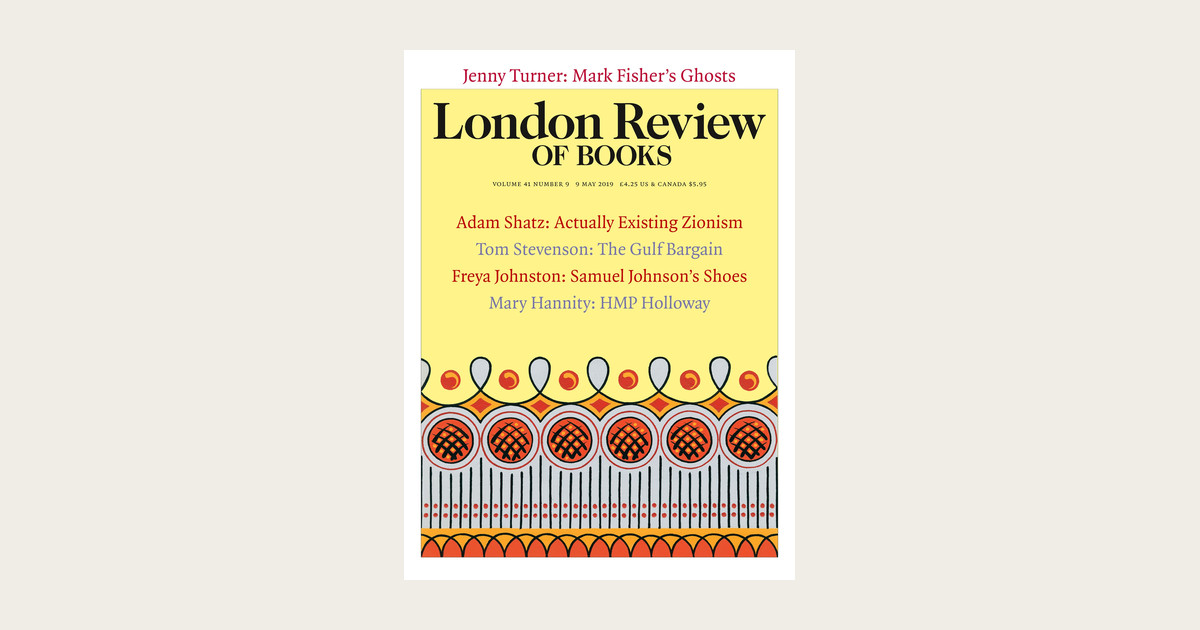 Jenny Turner: Mark Fisher’s Ghosts
London Review
OF BOOKS
VOLUME 41 NUMBER 9 9 MAY 2019 £4.25 US & CANADA $5.95
Adam Shatz: Actually Existing Zionism
Tom Stevenson: The Gulf Bargain
Freya Johnston: Samuel Johnson’s Shoes
Mary Hannity: HMP Holloway